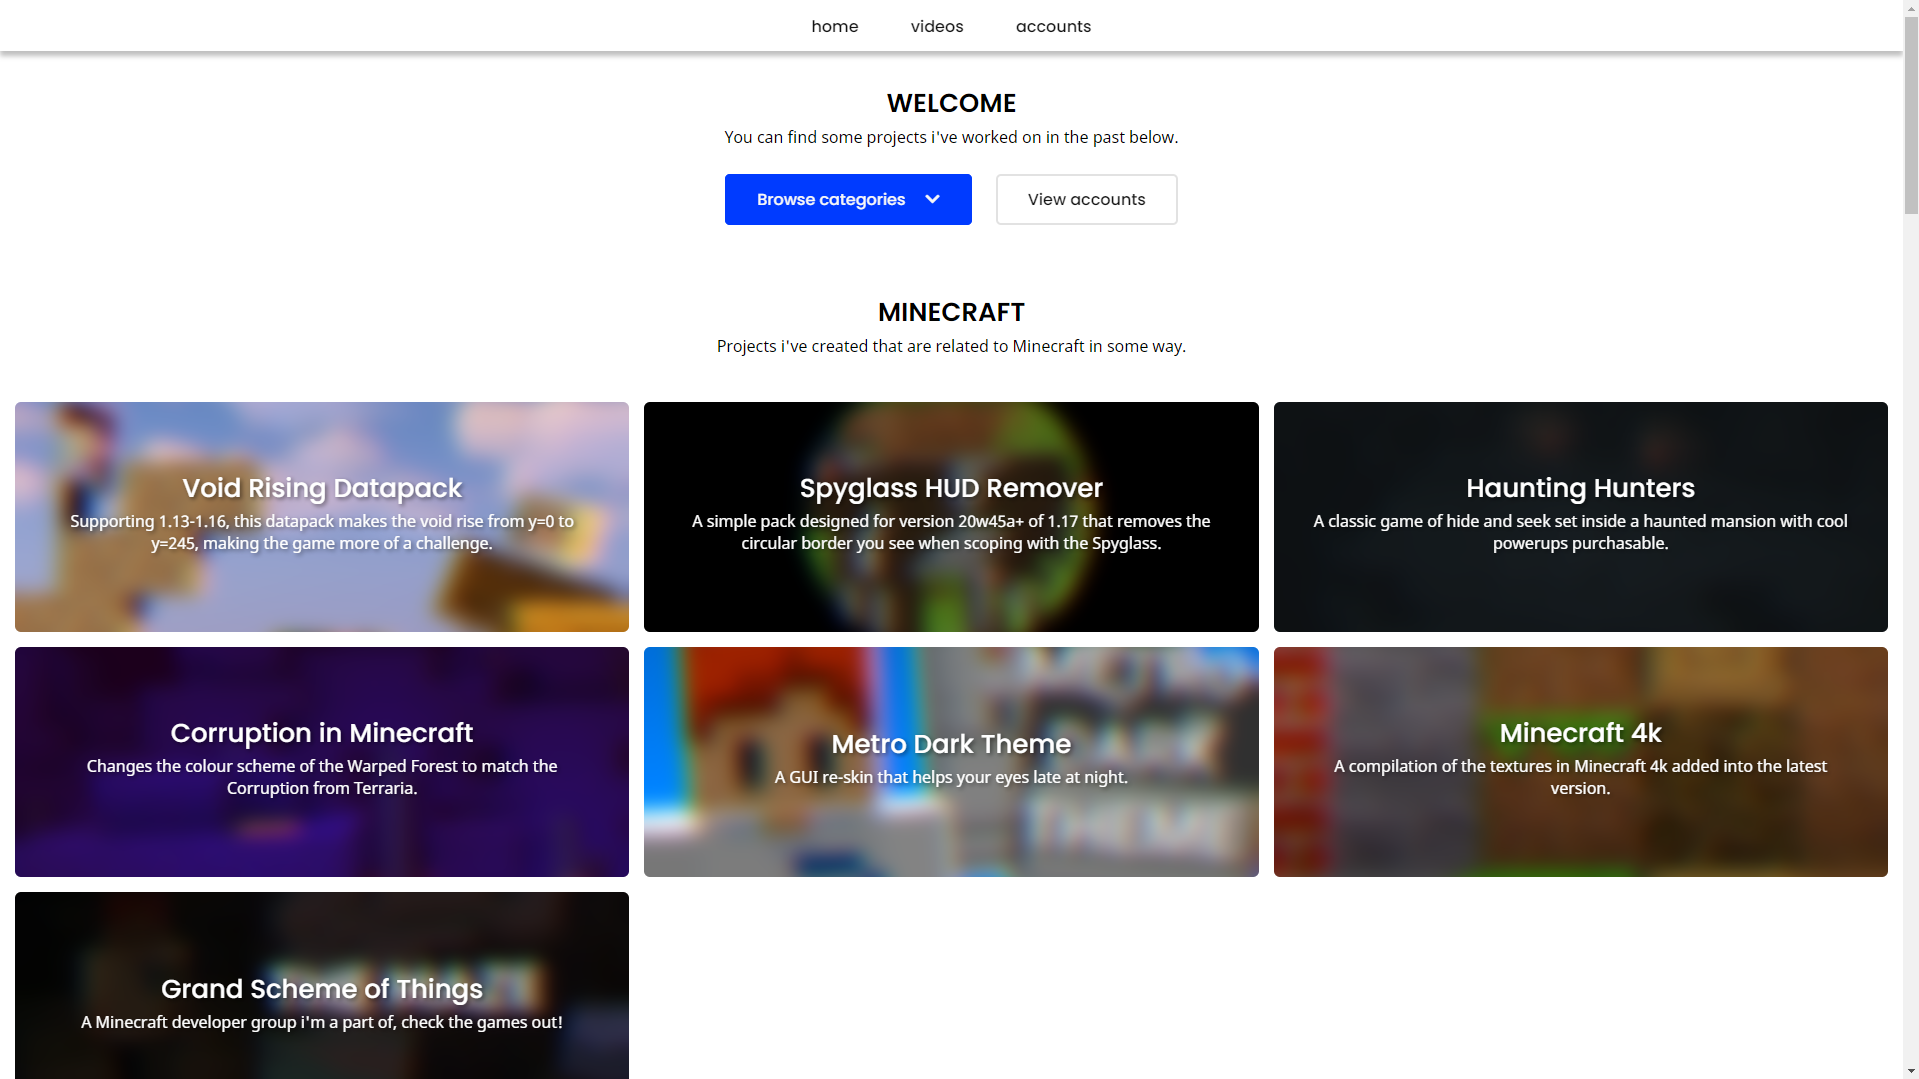 home videos accounts
WELCOME
You can find some projects i've worked on in the past below.
Browse categories View accounts
MINECRAFT
Projects i've created that are related to Minecraft in some way.
Void Rising Datapack
Supporting 1.13-1.16, this datapack makes the void rise from y=0 to
y=245, making the game more of a challenge.
Spyglass HUD Remover
A simple pack designed for version 20w45a+ of 1.17 that removes the
circular border you see when scoping with the Spyglass.
Haunting Hunters
A classic game of hide and seek set inside a haunted mansion with cool
powerups purchasable.
Corruption in Minecraft
Changes the colour scheme of the Warped Forest to match the
Corruption from Terraria.
Metro Dark Theme
A GUI re-skin that helps your eyes late at night.
DARK
THEME
Minecraft 4k
A compilation of the textures in Minecraft 4k added into the latest
version.
Grand Scheme of Things
A Minecraft developer group i'm a part of, check the games out!